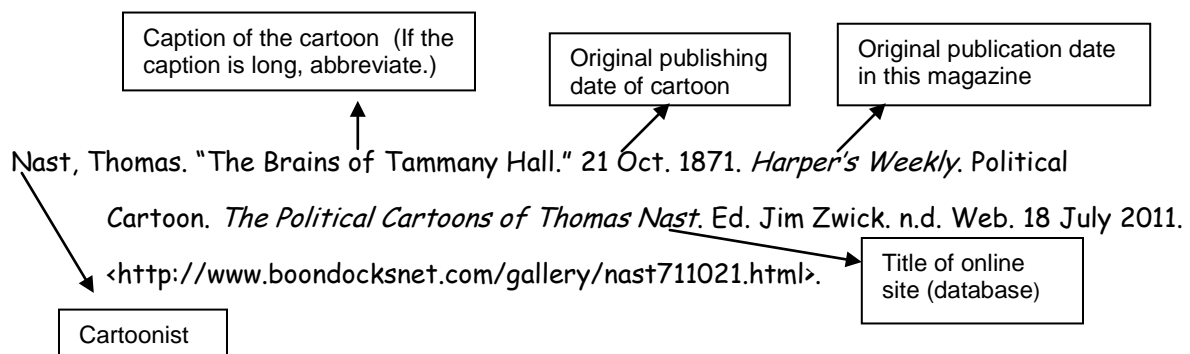 Caption of the cartoon (If the
caption is long, abbreviate.)
Original publishing
date of cartoon
Original publication date
in this magazine
Nast, Thomas. “The Brains of Tammany Hall.” 21 Oct. 1871. Harper's Weekly. Political
Cartoon. The Political Cartoons of Thomas Nast. Ed. Jim Zwick. n.d. Web. 18 July 2011.
<http://www.boondocksnet.com/gallery/nast711021.html>.
Title of online
site (database)
Cartoonist